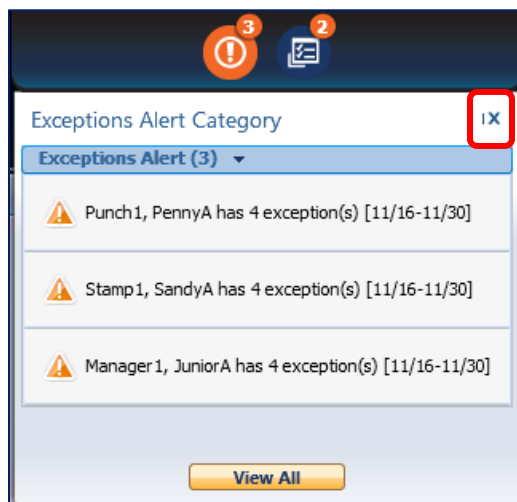 3 2
Exceptions Alert Category
X
Exceptions Alert (3)
Punch1, PennyA has 4 exception(s) [11/16-11/30]
Stamp1, SandyA has 4 exception(s) [11/16-11/30]
Manager1, JuniorA has 4 exception(s) [11/16-11/30]
View All